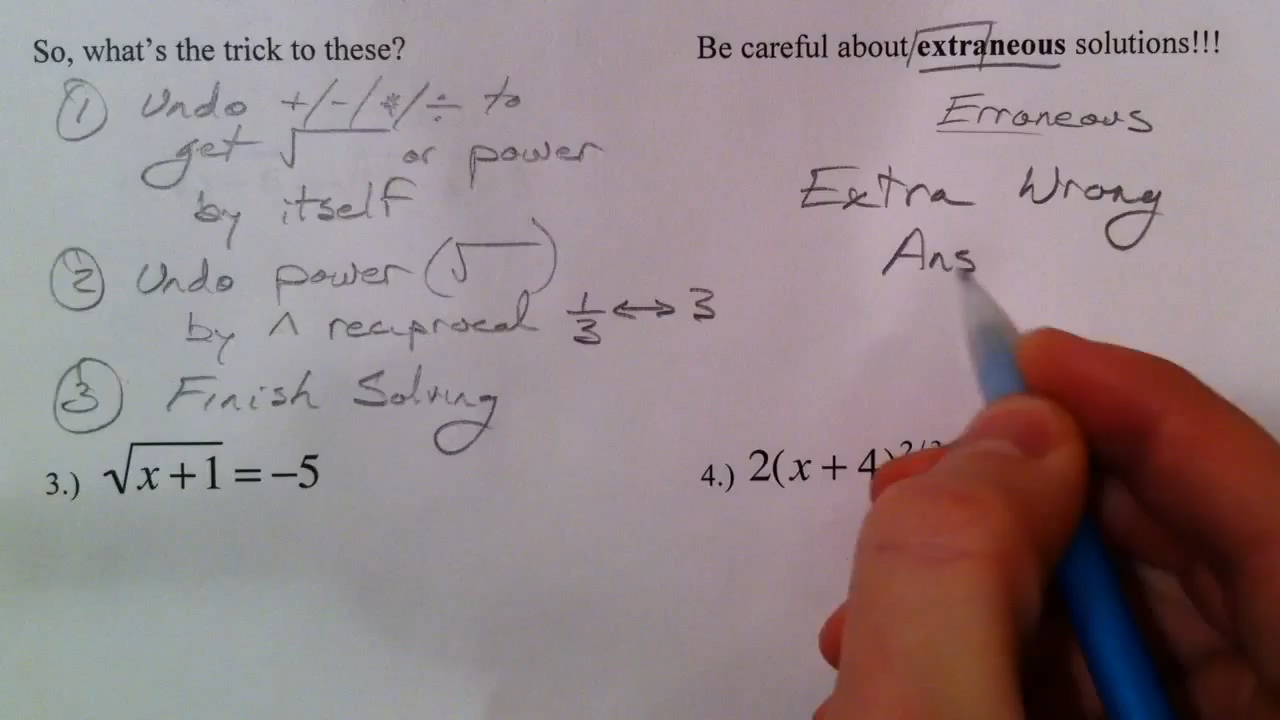 So, what's the trick to these?
① Undo +/-/*/÷ to
get √ or power
by itself
② Undo power (√ )
by ^ reciprocal 1/3 ↔ 3
③ Finish Solving
3.) √x+1 = −5
Be careful about extraneous solutions!!!
Erroneous
Extra Wrong
Ans
4.) 2(x + 4)